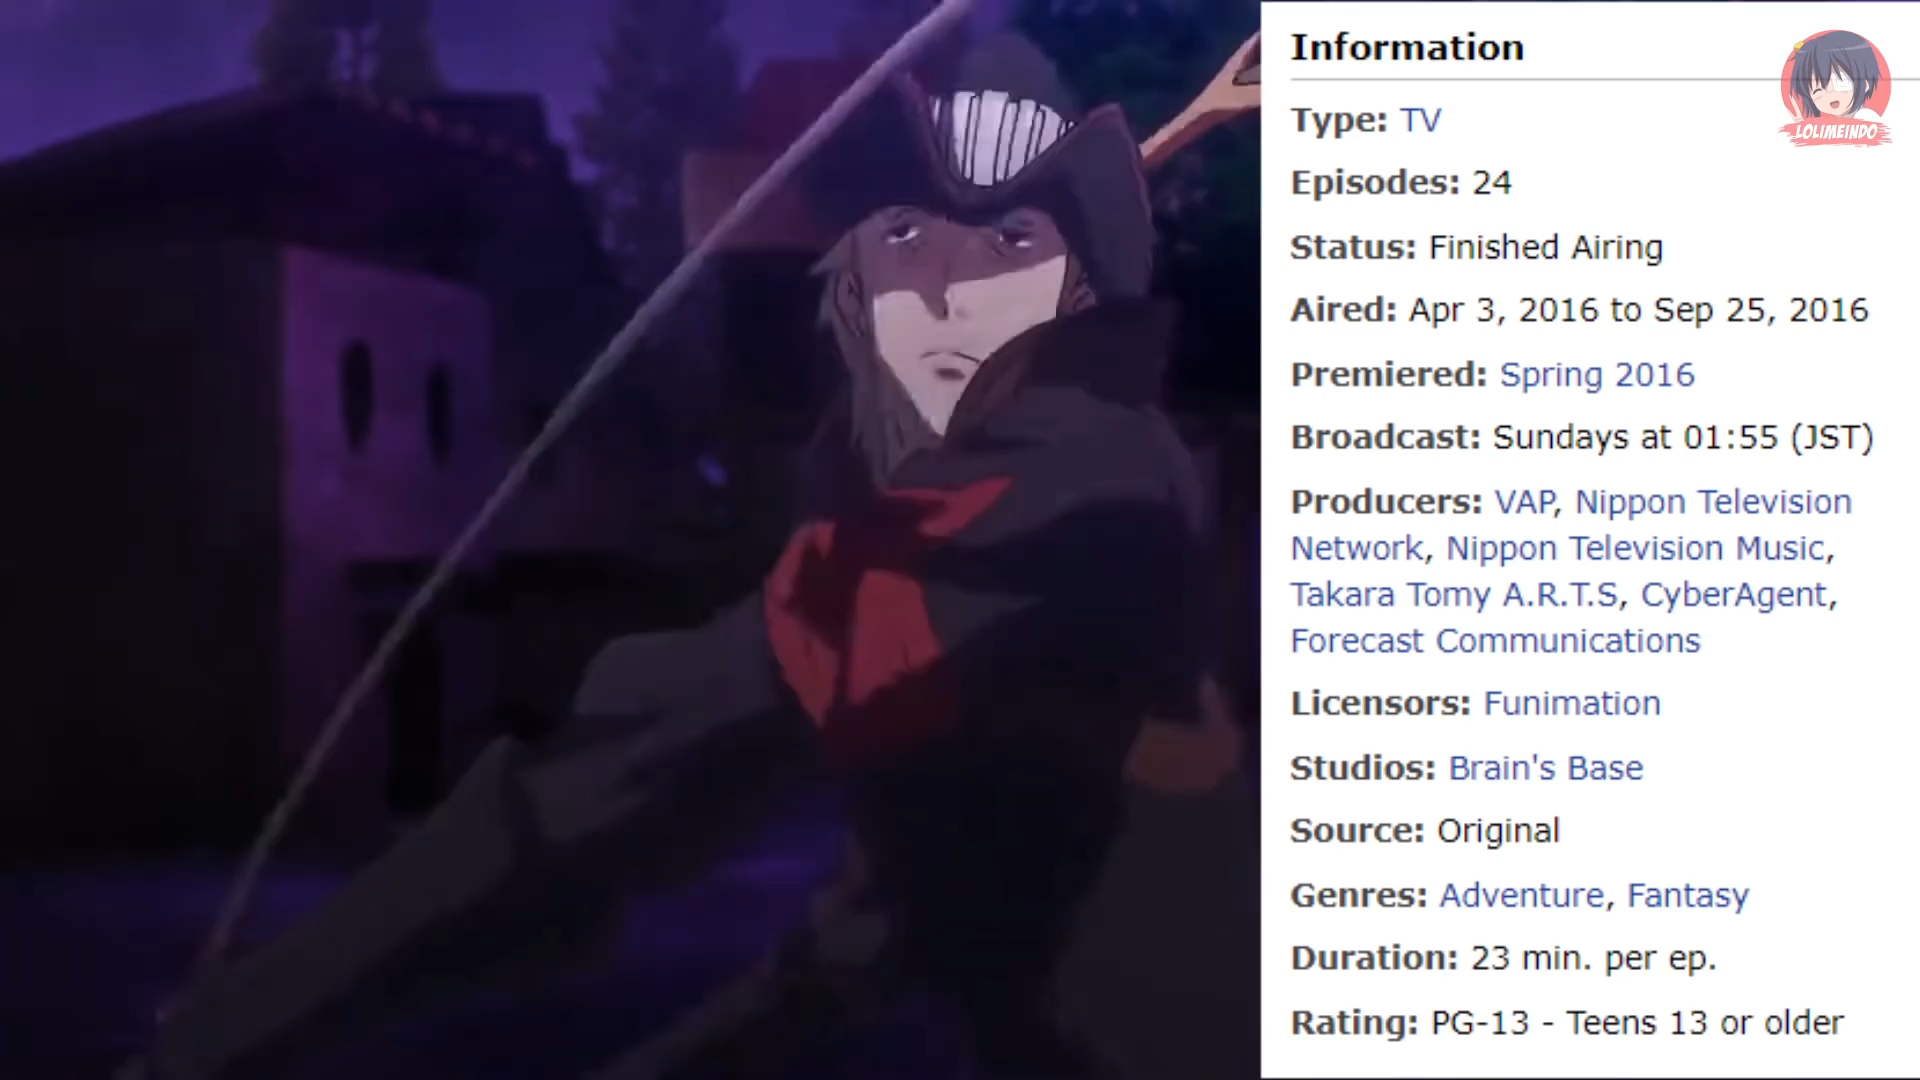 Information
LOLIMEINDO
Type: TV
Episodes: 24
Status: Finished Airing
Aired: Apr 3, 2016 to Sep 25, 2016
Premiered: Spring 2016
Broadcast: Sundays at 01:55 (JST)
Producers: VAP, Nippon Television
Network, Nippon Television Music,
Takara Tomy A.R.T.S, CyberAgent,
Forecast Communications
Licensors: Funimation
Studios: Brain's Base
Source: Original
Genres: Adventure, Fantasy
Duration: 23 min. per ep.
Rating: PG-13 - Teens 13 or older